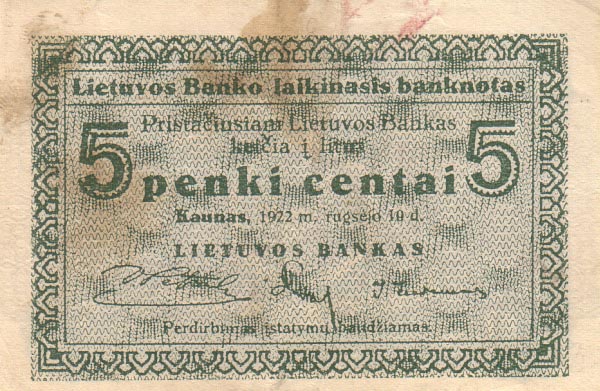 Lietuvos Banko laikinasis banknotas
Pristačiusiam Lietuvos Bankas
keičia į litus
5 penki centai 5
Kaunas, 1922 m. rugsėjo 10 d.
LIETUVOS BANKAS
Perdirbimas įstatymų baudžiamas.